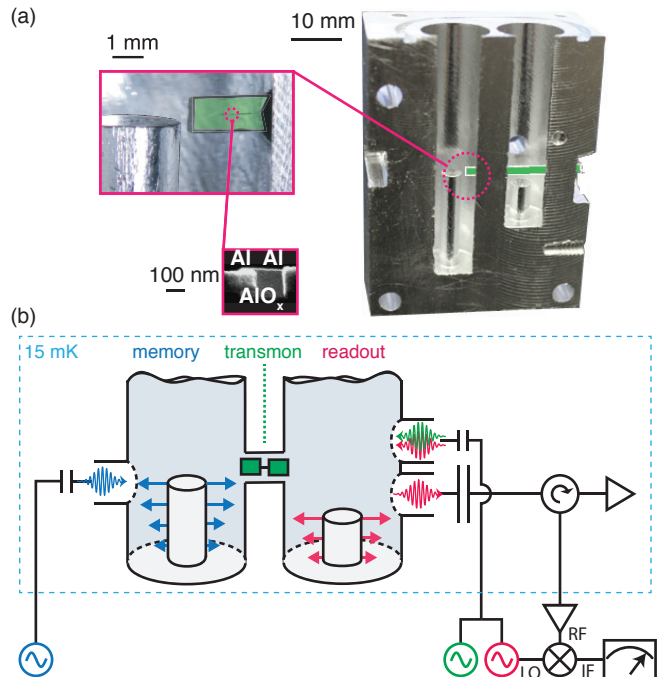 (a)
1 mm
10 mm
Al Al
100 nm
AlOx
(b)
15 mK
memory
transmon
readout
RF
LO
IF